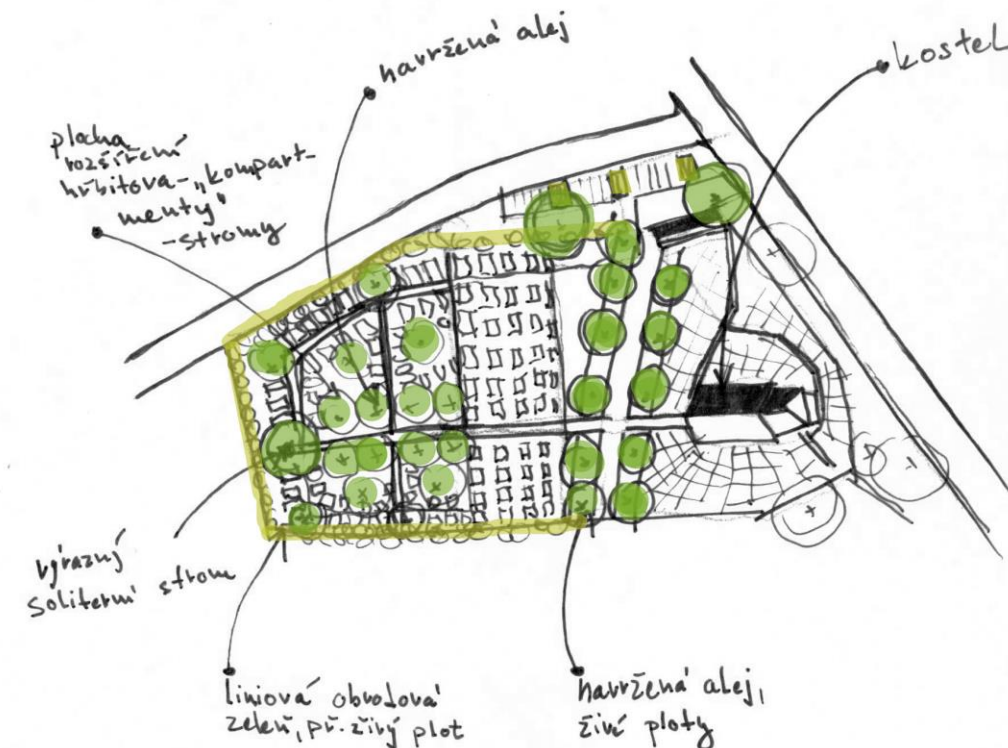 navržená alej
kostel
plocha
rozšíření
hřbitova - „kompart-
menty"
- stromy
výrazný
soliterní strom
liniová obvodová
zeleň, př. živý plot
navržená alej,
živé ploty